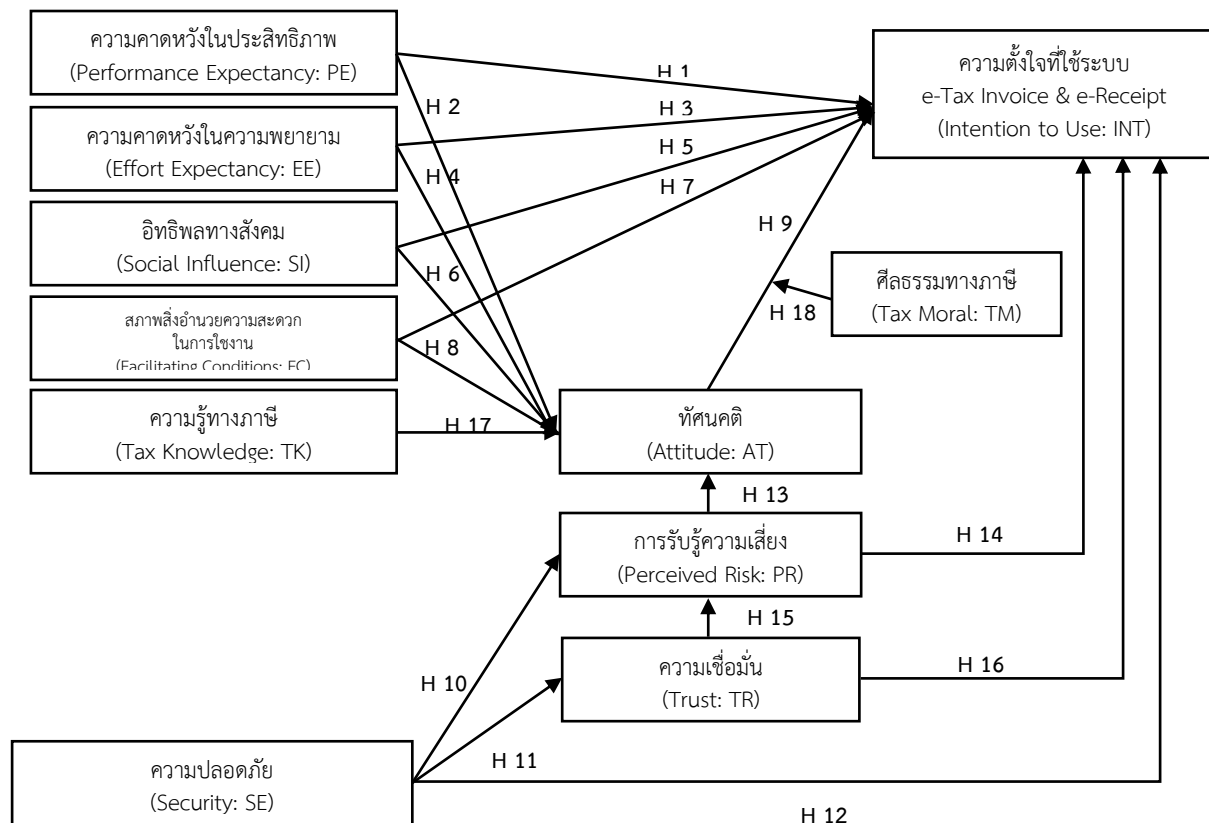 ความคาดหวังในประสิทธิภาพ
(Performance Expectancy: PE)
ความคาดหวังในความพยายาม
(Effort Expectancy: EE)
อิทธิพลทางสังคม
(Social Influence: SI)
สภาพสิ่งอำนวยความสะดวก
ในการใช้งาน
(Facilitating Conditions: FC)
ความรู้ทางภาษี
(Tax Knowledge: TK)
H 1
H 2
H 3
H 4
H 5
H 6
H 7
H 8
H 17
H 9
H 18
ความตั้งใจที่ใช้ระบบ
e-Tax Invoice & e-Receipt
(Intention to Use: INT)
ศีลธรรมทางภาษี
(Tax Moral: TM)
ทัศนคติ
(Attitude: AT)
H 13
การรับรู้ความเสี่ยง
(Perceived Risk: PR)
H 14
H 15
ความเชื่อมั่น
(Trust: TR)
H 16
H 10
H 11
ความปลอดภัย
(Security: SE)
H 12